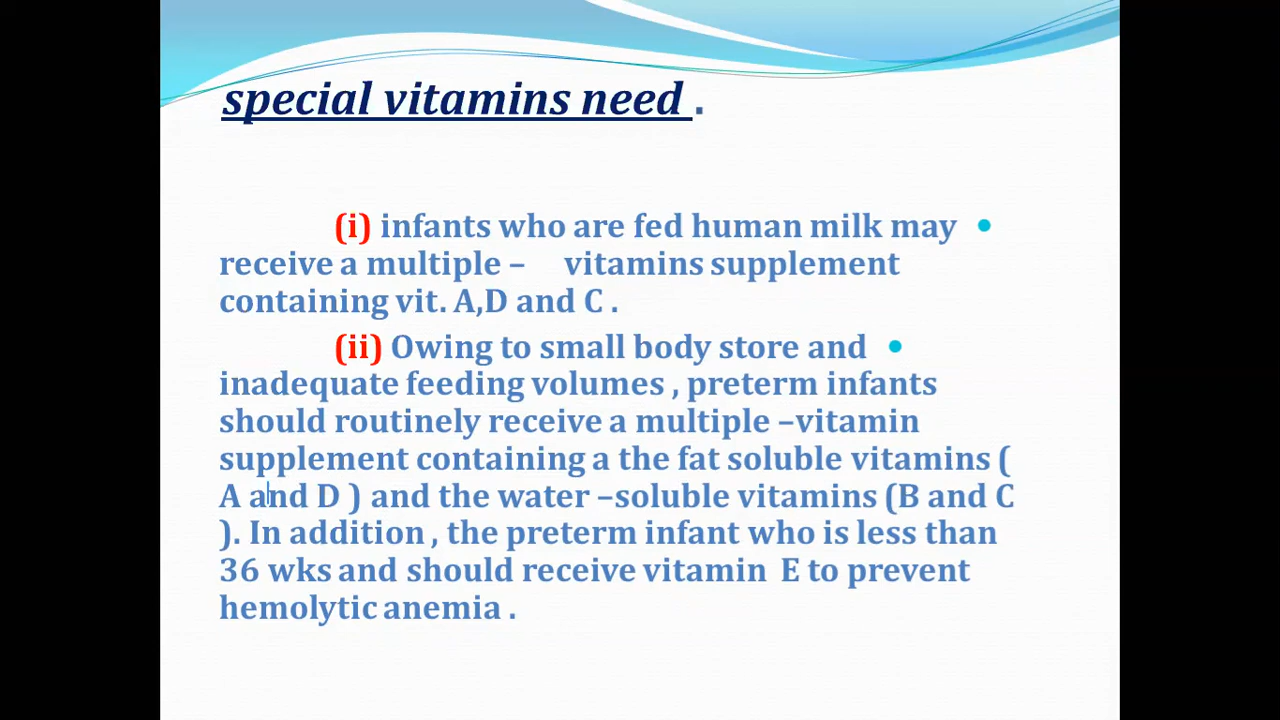 special vitamins need .
(i) infants who are fed human milk may •
receive a multiple – vitamins supplement
containing vit. A,D and C .
(ii) Owing to small body store and •
inadequate feeding volumes , preterm infants
should routinely receive a multiple –vitamin
supplement containing a the fat soluble vitamins (
A and D ) and the water –soluble vitamins (B and C
). In addition , the preterm infant who is less than
36 wks and should receive vitamin E to prevent
hemolytic anemia .